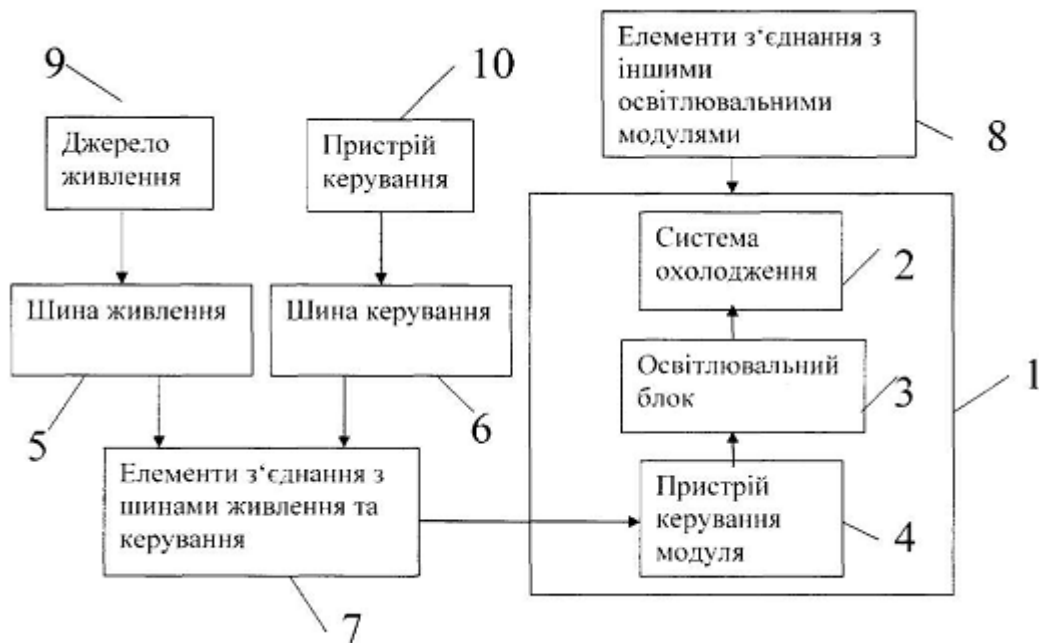 9
10
Елементи з‘єднання з
іншими
освітлювальними
модулями
8
Джерело
живлення
Пристрій
керування
Система
охолодження
2
Шина живлення
Шина керування
5
6
Освітлювальний
блок
3
1
Елементи з‘єднання з
шинами живлення та
керування
7
Пристрій
керування
модуля
4